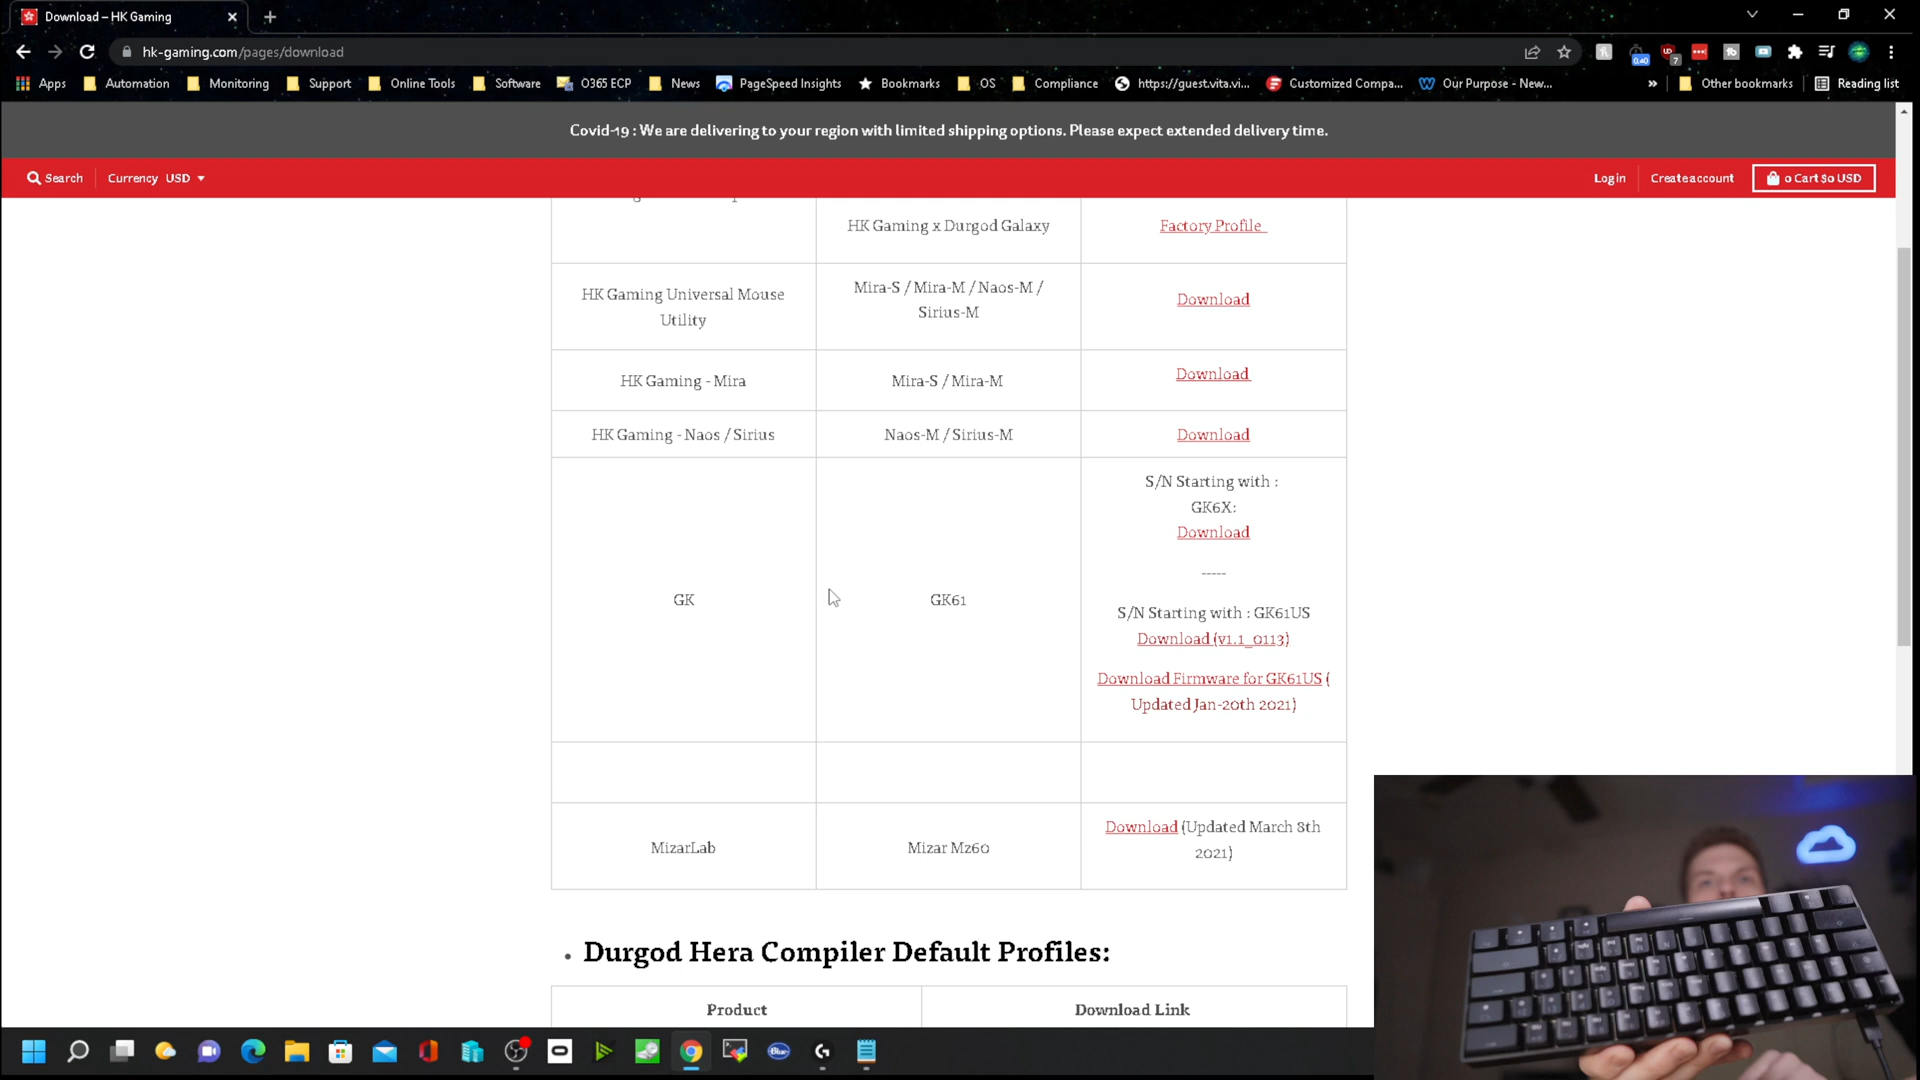 Download – HK Gaming
hk-gaming.com/pages/download
0.40
7
Apps Automation Monitoring Support Online Tools Software O365 ECP News PageSpeed Insights Bookmarks OS Compliance https://guest.vita.vi... Customized Compa... Our Purpose - New... » Other bookmarks Reading list
Covid-19 : We are delivering to your region with limited shipping options. Please expect extended delivery time.
Search Currency USD Login Create account 0 Cart $0 USD
HK Gaming x Durgod Galaxy Factory Profile
HK Gaming Universal Mouse
Utility
Mira-S / Mira-M / Naos-M /
Sirius-M
Download
HK Gaming - Mira Mira-S / Mira-M Download
HK Gaming - Naos / Sirius Naos-M / Sirius-M Download
GK
GK61
S/N Starting with :
GK6X:
Download
-----
S/N Starting with : GK61US
Download (v1.1_0113)
Download Firmware for GK61US (
Updated Jan-20th 2021)
MizarLab
Mizar Mz60
Download (Updated March 8th
2021)
• Durgod Hera Compiler Default Profiles:
Product Download Link
Blue